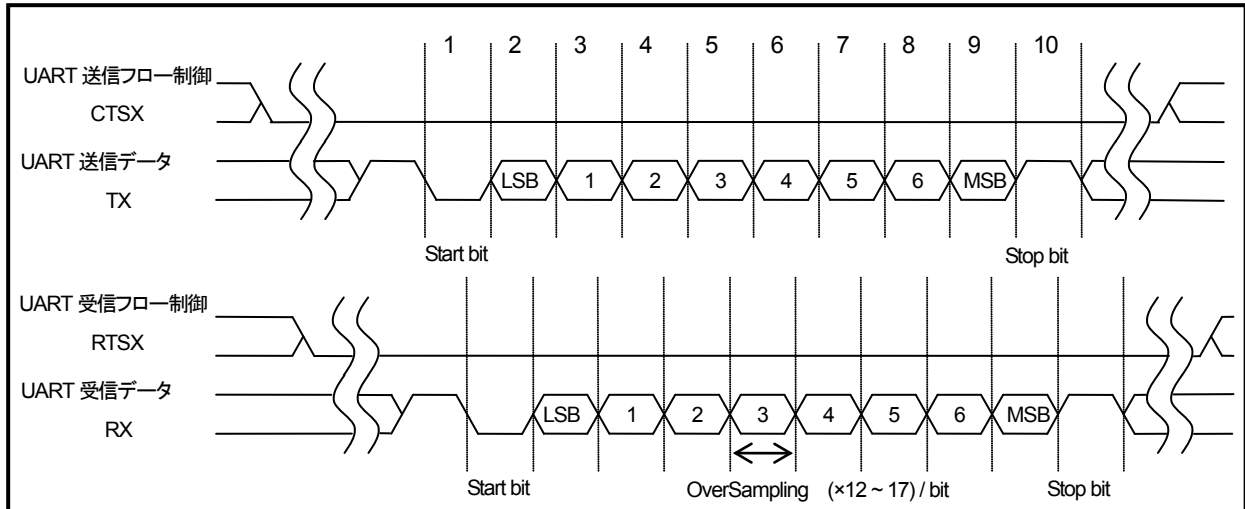 1 2 3 4 5 6 7 8 9 10
UART 送信フロー制御
CTSX
UART 送信データ
TX
LSB 1 2 3 4 5 6 MSB
Start bit Stop bit
UART 受信フロー制御
RTSX
UART 受信データ
RX
LSB 1 2 3 4 5 6 MSB
Start bit OverSampling (×12 ~ 17) / bit Stop bit